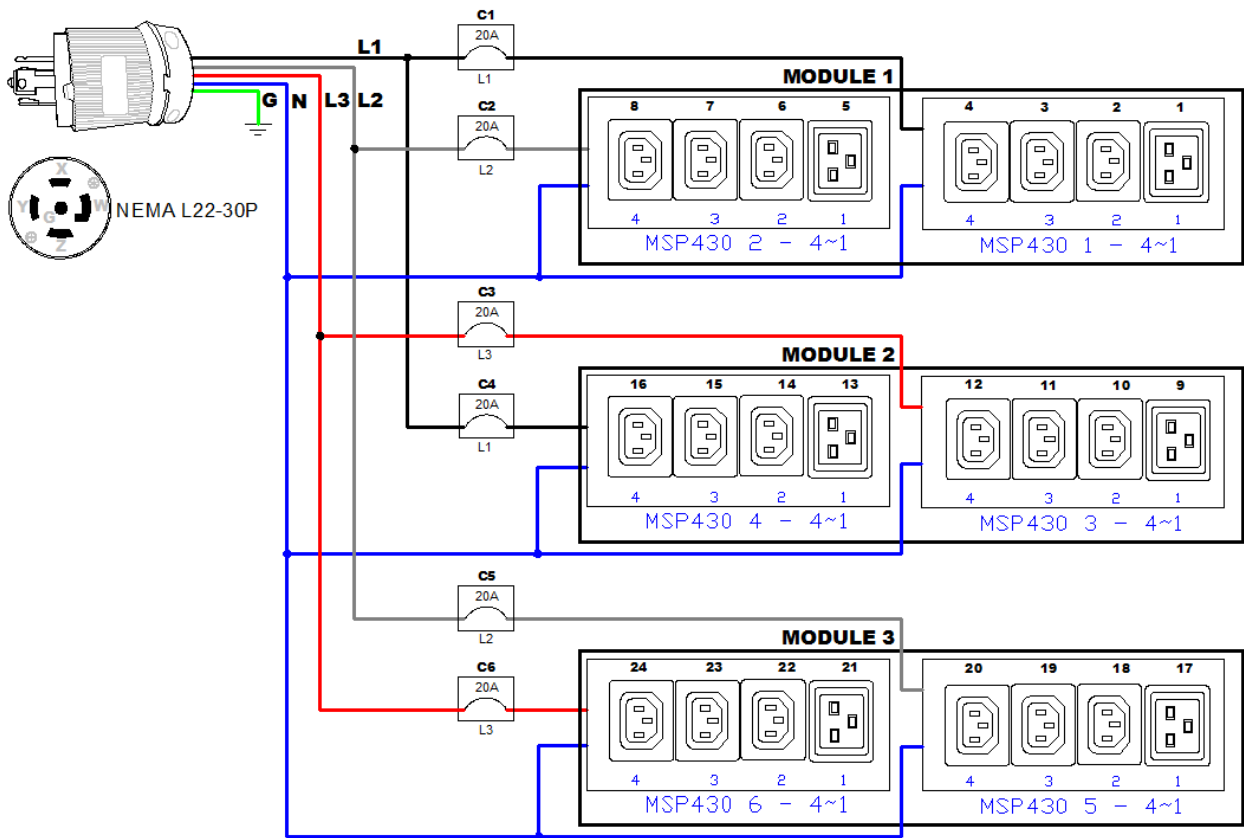 C1
20A
L1
L1
G N L3 L2
C2
20A
L2
MODULE 1
8 7 6 5 4 3 2 1
4 3 2 1 4 3 2 1
MSP430 2 - 4~1 MSP430 1 - 4~1
X
Y W
G
Z
NEMA L22-30P
C3
20A
L3
C4
20A
L1
MODULE 2
16 15 14 13 12 11 10 9
4 3 2 1 4 3 2 1
MSP430 4 - 4~1 MSP430 3 - 4~1
C5
20A
L2
C6
20A
L3
MODULE 3
24 23 22 21 20 19 18 17
4 3 2 1 4 3 2 1
MSP430 6 - 4~1 MSP430 5 - 4~1